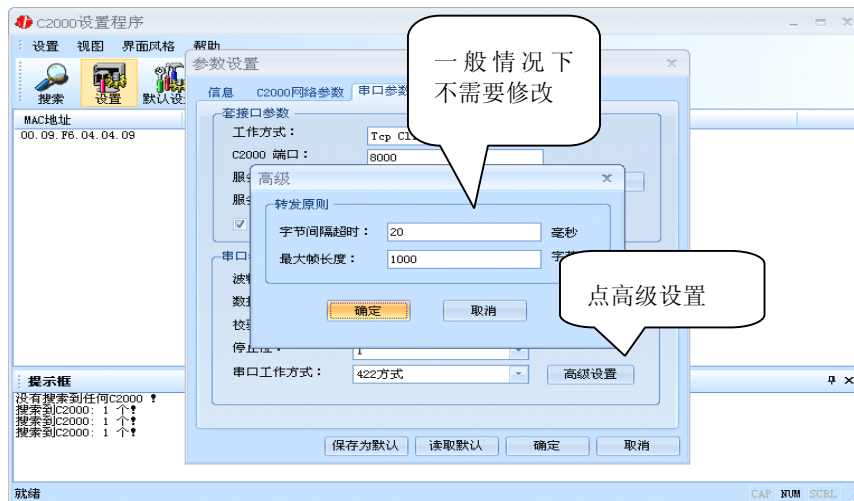 C2000设置程序
设置 视图 界面风格 帮助
搜索 设置 默认设
MAC地址
00.09.F6.04.04.09
参数设置
信息 C2000网络参数 串口参数
套接口参数
工作方式：
Tcp Cl
C2000 端口： 8000
服
服
高级
转发原则
字节间隔超时： 20 毫秒
最大帧长度： 1000 字节
确定 取消
串口
波
数
校
停止位： 1
串口工作方式： 422方式 高级设置
保存为默认 读取默认 确定 取消
一般情况下
不需要修改
点高级设置
提示框
没有搜索到任何C2000 !
搜索到C2000: 1 个!
搜索到C2000: 1 个!
搜索到C2000: 1 个!
就绪
CAP NUM SCRL